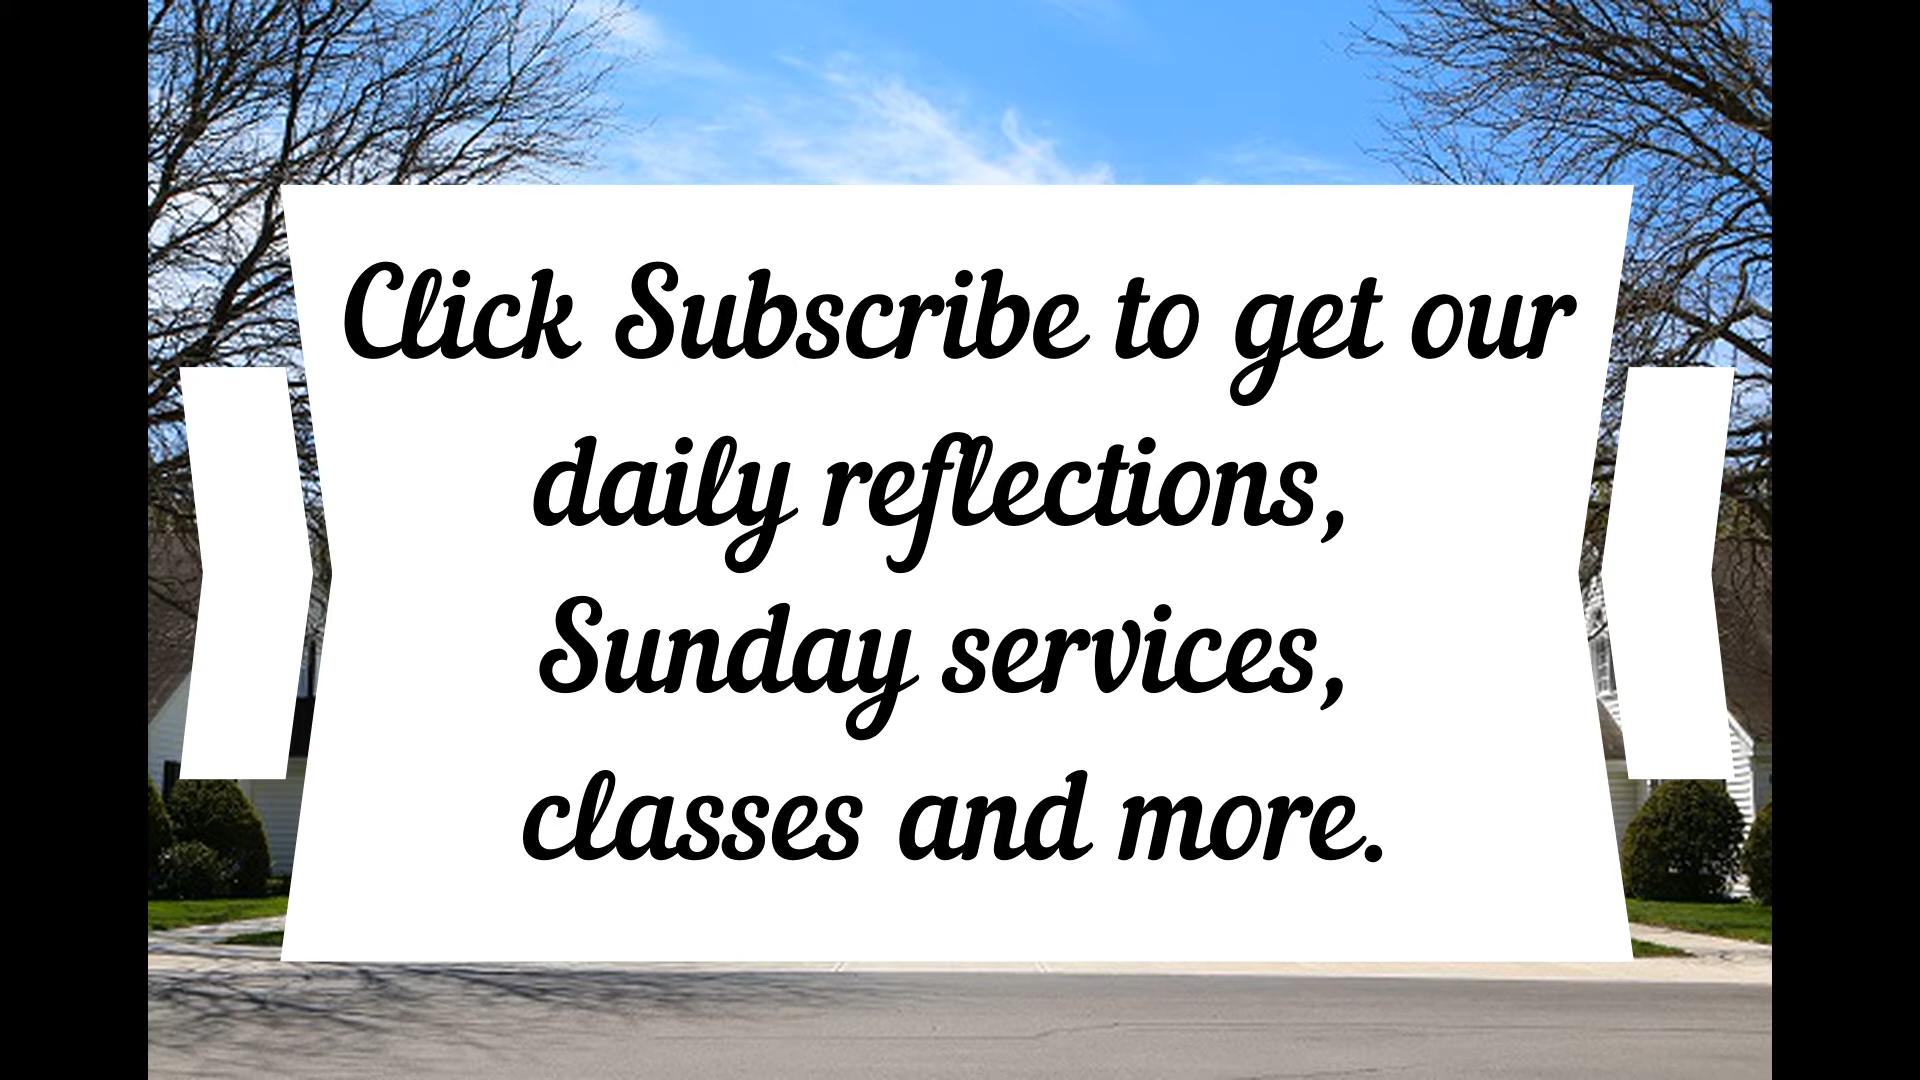 Click Subscribe to get our
daily reflections,
Sunday services,
classes and more.